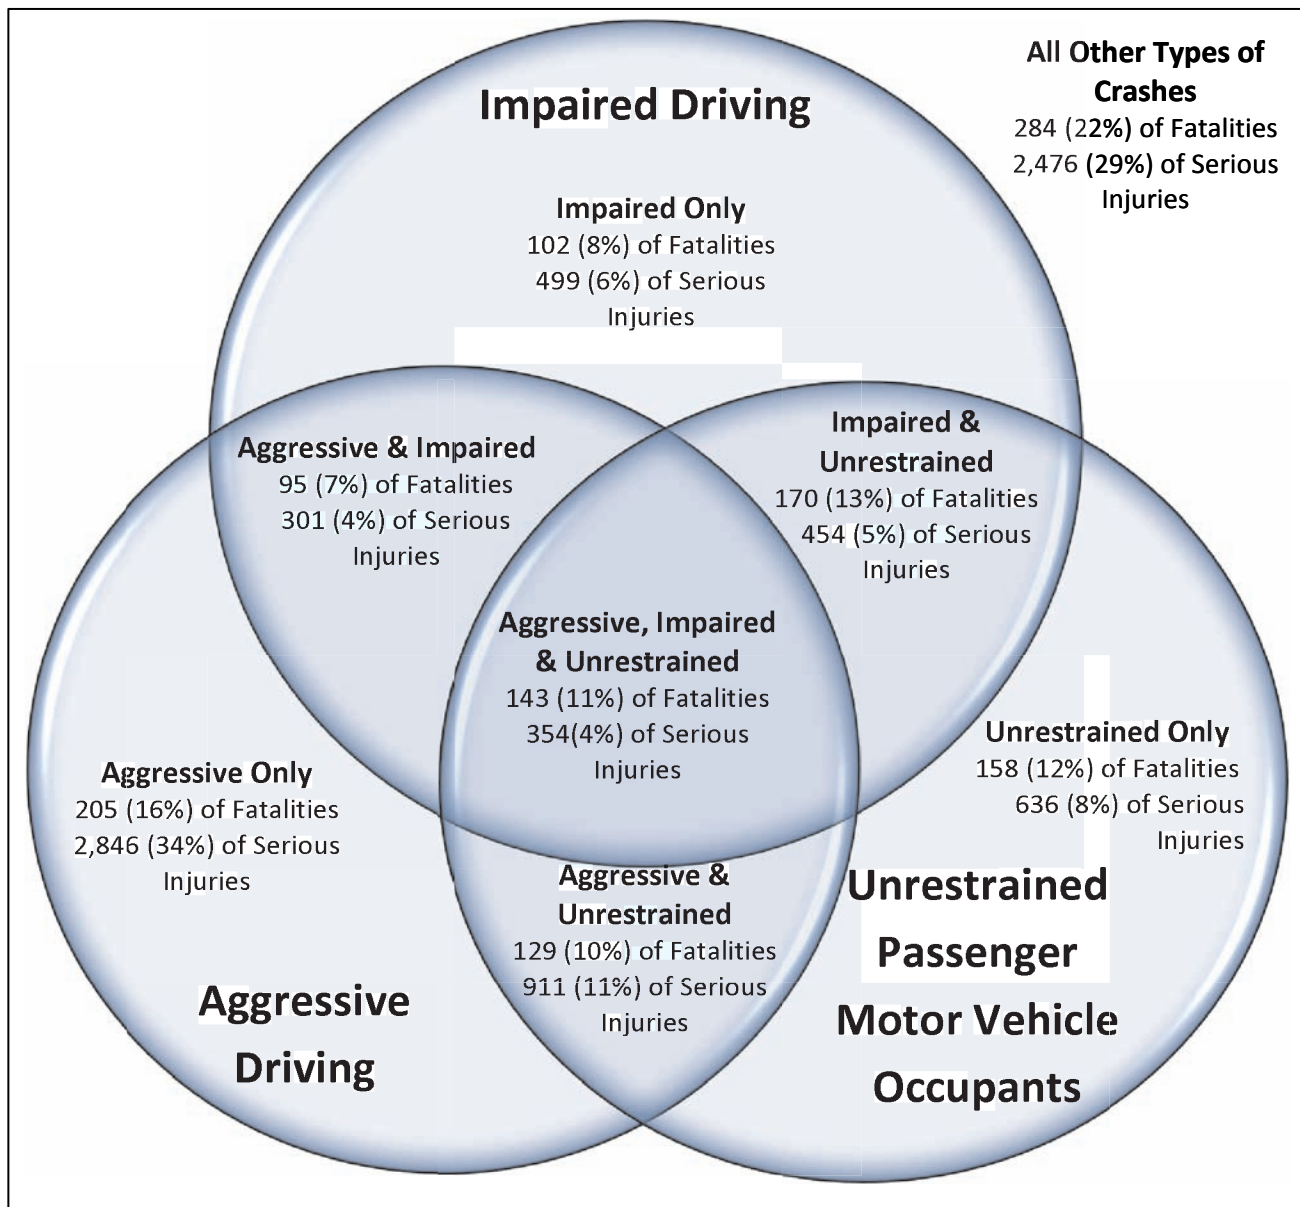 All Other Types of
Crashes
284 (22%) of Fatalities
2,476 (29%) of Serious
Injuries
Impaired Driving
Impaired Only
102 (8%) of Fatalities
499 (6%) of Serious
Injuries
Aggressive & Impaired
95 (7%) of Fatalities
301 (4%) of Serious
Injuries
Impaired &
Unrestrained
170 (13%) of Fatalities
454 (5%) of Serious
Injuries
Aggressive, Impaired
& Unrestrained
143 (11%) of Fatalities
354(4%) of Serious
Injuries
Aggressive Only
205 (16%) of Fatalities
2,846 (34%) of Serious
Injuries
Unrestrained Only
158 (12%) of Fatalities
636 (8%) of Serious
Injuries
Aggressive &
Unrestrained
129 (10%) of Fatalities
911 (11%) of Serious
Injuries
Aggressive
Driving
Unrestrained
Passenger
Motor Vehicle
Occupants